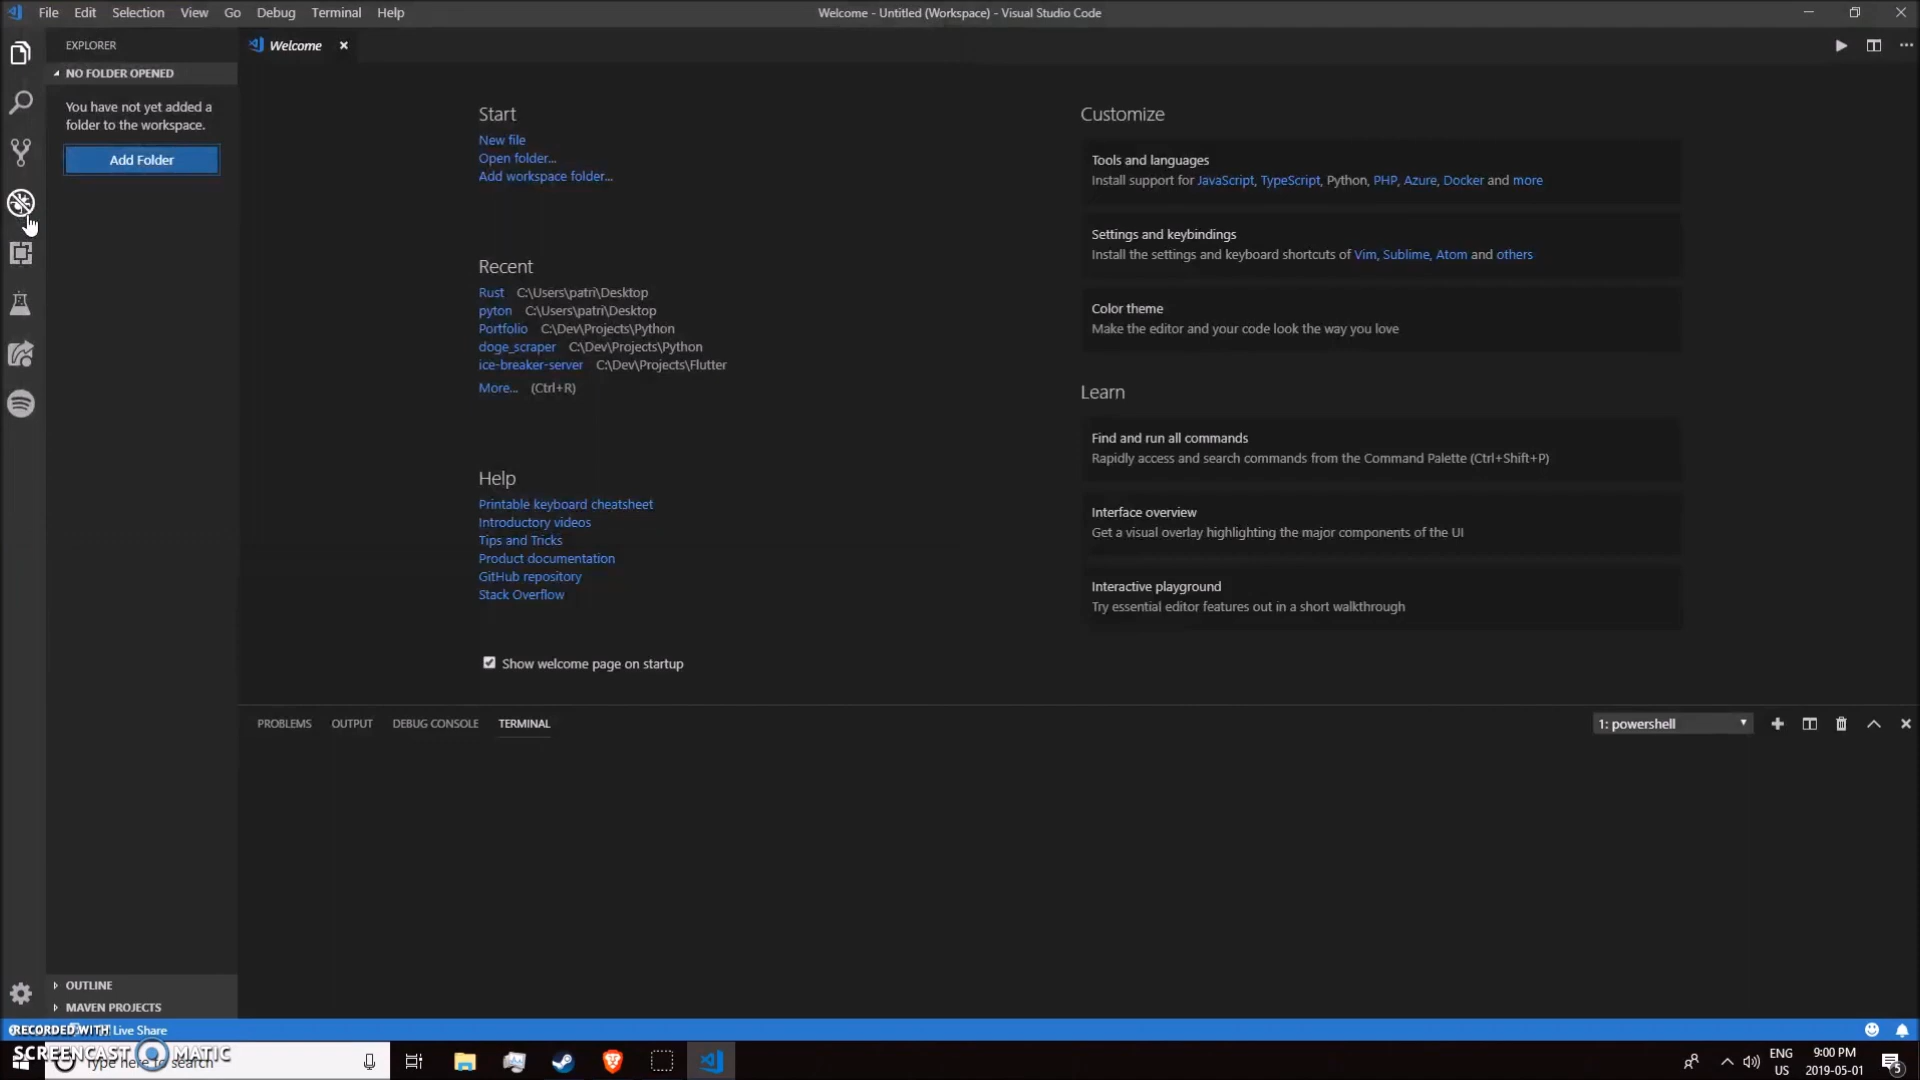 File Edit Selection View Go Debug Terminal Help
Welcome - Untitled (Workspace) - Visual Studio Code
EXPLORER
Welcome
NO FOLDER OPENED
You have not yet added a
folder to the workspace.
Add Folder
Start
New file
Open folder...
Add workspace folder...
Recent
Rust C:\Users\patri\Desktop
pyton C:\Users\patri\Desktop
Portfolio C:\Dev\Projects\Python
doge_scraper C:\Dev\Projects\Python
ice-breaker-server C:\Dev\Projects\Flutter
More... (Ctrl+R)
Help
Printable keyboard cheatsheet
Introductory videos
Tips and Tricks
Product documentation
GitHub repository
Stack Overflow
Show welcome page on startup
Customize
Tools and languages
Install support for JavaScript, TypeScript, Python, PHP, Azure, Docker and more
Settings and keybindings
Install the settings and keyboard shortcuts of Vim, Sublime, Atom and others
Color theme
Make the editor and your code look the way you love
Learn
Find and run all commands
Rapidly access and search commands from the Command Palette (Ctrl+Shift+P)
Interface overview
Get a visual overlay highlighting the major components of the UI
Interactive playground
Try essential editor features out in a short walkthrough
PROBLEMS OUTPUT DEBUG CONSOLE TERMINAL
1: powershell
OUTLINE
MAVEN PROJECTS
RECORDED WITH Live Share
SCREENCAST MATIC
Type here to search
ENG
US
9:00 PM
2019-05-01
5